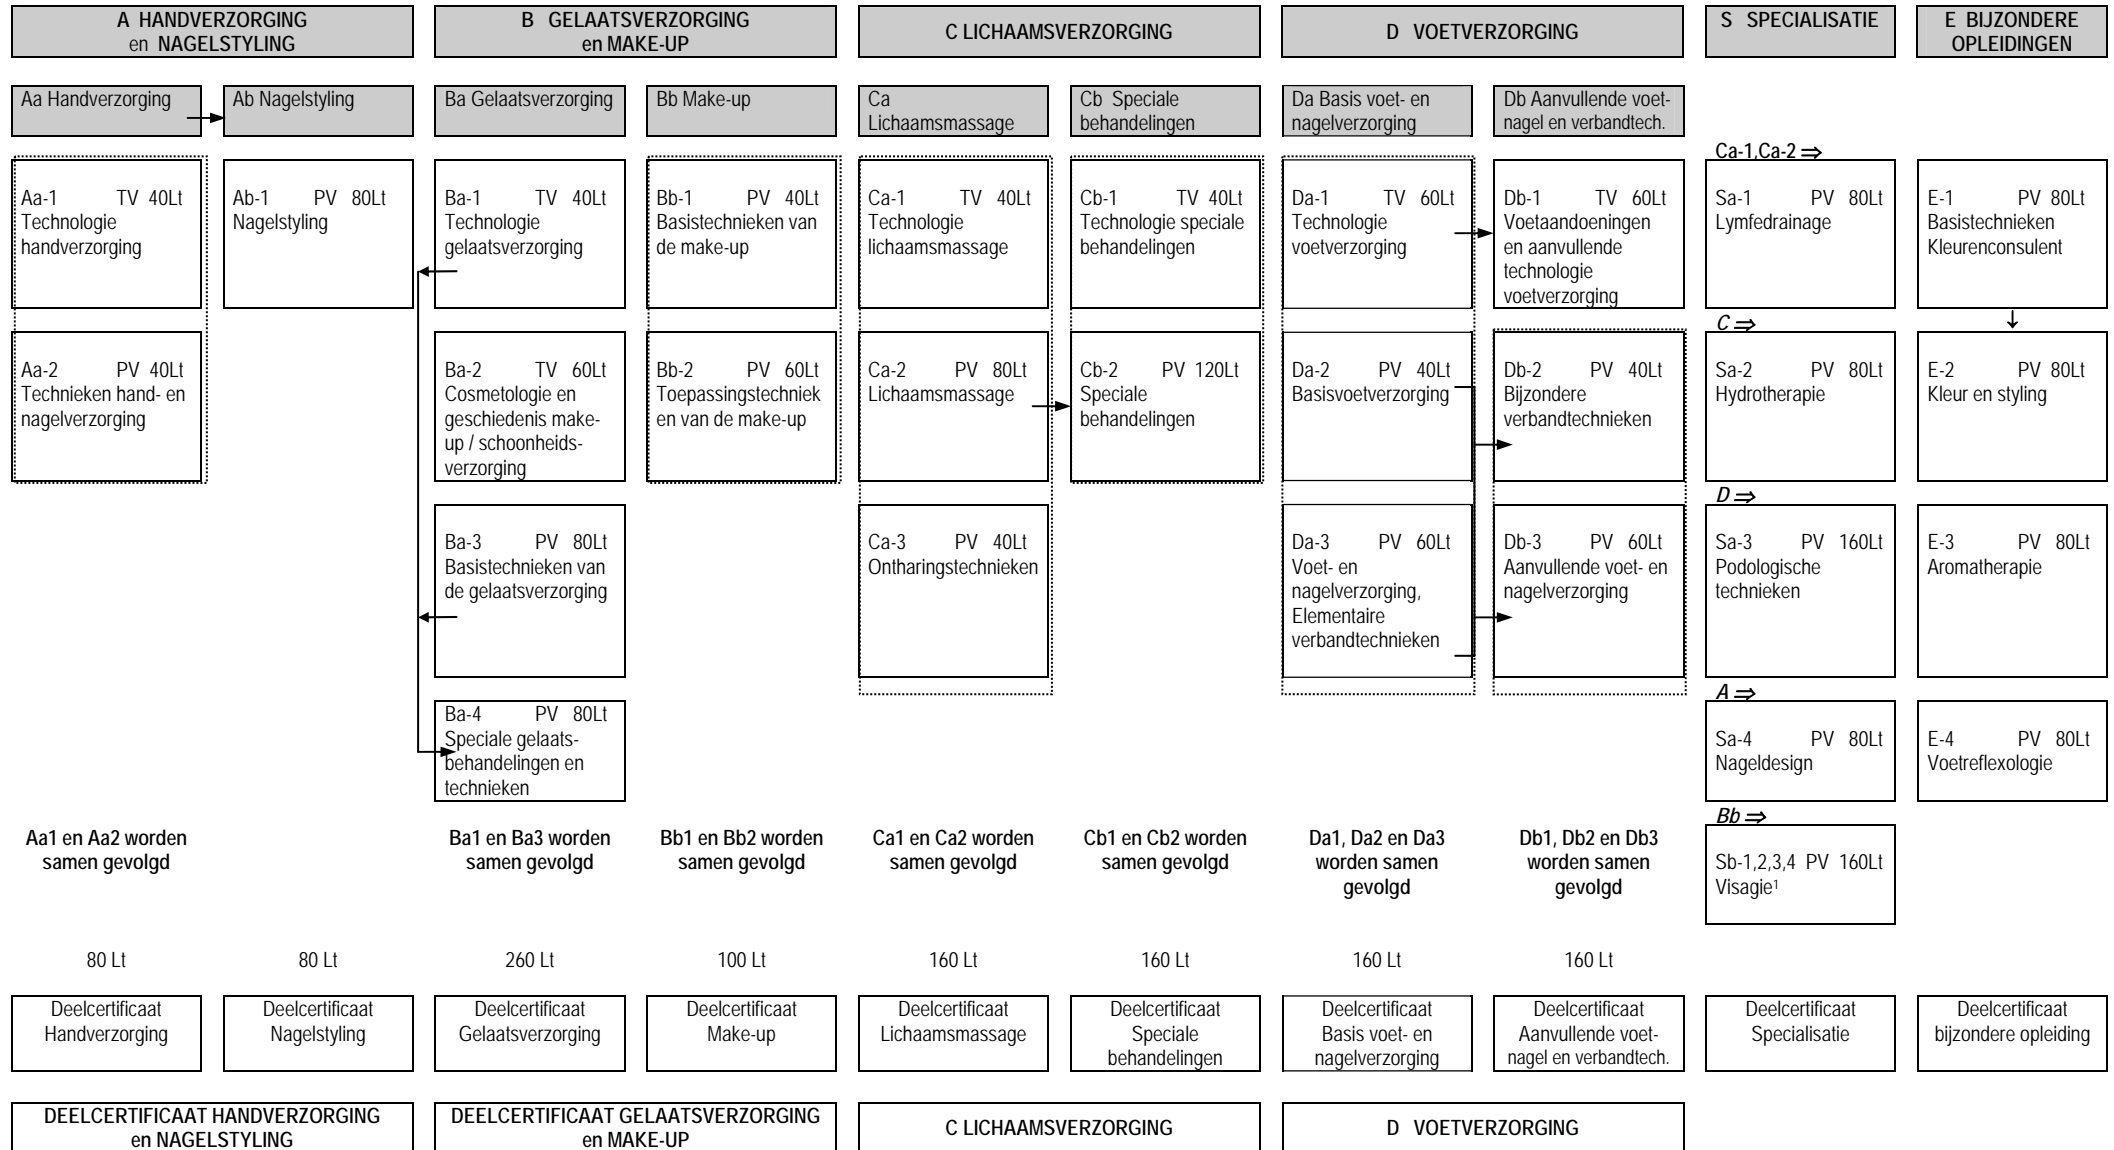 A HANDVERZORGING
en NAGELSTYLING
B GELAATSVERZORGING
en MAKE-UP
C LICHAAMSVERZORGING
D VOETVERZORGING
S SPECIALISATIE
E BIJZONDERE
OPLEIDINGEN
Aa Handverzorging
Ab Nagelstyling
Ba Gelaatsverzorging
Bb Make-up
Ca
Lichaamsmassage
Cb Speciale
behandelingen
Da Basis voet- en
nagelverzorging
Db Aanvullende voet-
nagel en verbandtech.
Aa-1 TV 40Lt
Technologie
handverzorging
Ab-1 PV 80Lt
Nagelstyling
Ba-1 TV 40Lt
Technologie
gelaatsverzorging
Bb-1 PV 40Lt
Basistechnieken van
de make-up
Ca-1 TV 40Lt
Technologie
lichaamsmassage
Cb-1 TV 40Lt
Technologie speciale
behandelingen
Da-1 TV 60Lt
Technologie
voetverzorging
Db-1 TV 60Lt
Voetaandoeningen
en aanvullende
technologie
voetverzorging
Ca-1,Ca-2 ⇒
Sa-1 PV 80Lt
Lymfedrainage
E-1 PV 80Lt
Basistechnieken
Kleurenconsulent
↓
Aa-2 PV 40Lt
Technieken hand- en
nagelverzorging
Ba-2 TV 60Lt
Cosmetologie en
geschiedenis make-
up / schoonheids-
verzorging
Bb-2 PV 60Lt
Toepassingstechniek
en van de make-up
Ca-2 PV 80Lt
Lichaamsmassage
Cb-2 PV 120Lt
Speciale
behandelingen
Da-2 PV 40Lt
Basisvoetverzorging
Db-2 PV 40Lt
Bijzondere
verbandtechnieken
C ⇒
Sa-2 PV 80Lt
Hydrotherapie
E-2 PV 80Lt
Kleur en styling
Ba-3 PV 80Lt
Basistechnieken van
de gelaatsverzorging
Ca-3 PV 40Lt
Ontharingstechnieken
Da-3 PV 60Lt
Voet- en
nagelverzorging,
Elementaire
verbandtechnieken
Db-3 PV 60Lt
Aanvullende voet- en
nagelverzorging
D ⇒
Sa-3 PV 160Lt
Podologische
technieken
E-3 PV 80Lt
Aromatherapie
Ba-4 PV 80Lt
Speciale gelaats-
behandelingen en
technieken
A ⇒
Sa-4 PV 80Lt
Nageldesign
E-4 PV 80Lt
Voetreflexologie
Aa1 en Aa2 worden
samen gevolgd
Ba1 en Ba3 worden
samen gevolgd
Bb1 en Bb2 worden
samen gevolgd
Ca1 en Ca2 worden
samen gevolgd
Cb1 en Cb2 worden
samen gevolgd
Da1, Da2 en Da3
worden samen
gevolgd
Db1, Db2 en Db3
worden samen
gevolgd
Bb ⇒
Sb-1,2,3,4 PV 160Lt
Visagie¹
80 Lt
80 Lt
260 Lt
100 Lt
160 Lt
160 Lt
160 Lt
160 Lt
Deelcertificaat
Handverzorging
Deelcertificaat
Nagelstyling
Deelcertificaat
Gelaatsverzorging
Deelcertificaat
Make-up
Deelcertificaat
Lichaamsmassage
Deelcertificaat
Speciale
behandelingen
Deelcertificaat
Basis voet- en
nagelverzorging
Deelcertificaat
Aanvullende voet-
nagel en verbandtech.
Deelcertificaat
Specialisatie
Deelcertificaat
bijzondere opleiding
DEELCERTIFICAAT HANDVERZORGING
en NAGELSTYLING
DEELCERTIFICAAT GELAATSVERZORGING
en MAKE-UP
C LICHAAMSVERZORGING
D VOETVERZORGING